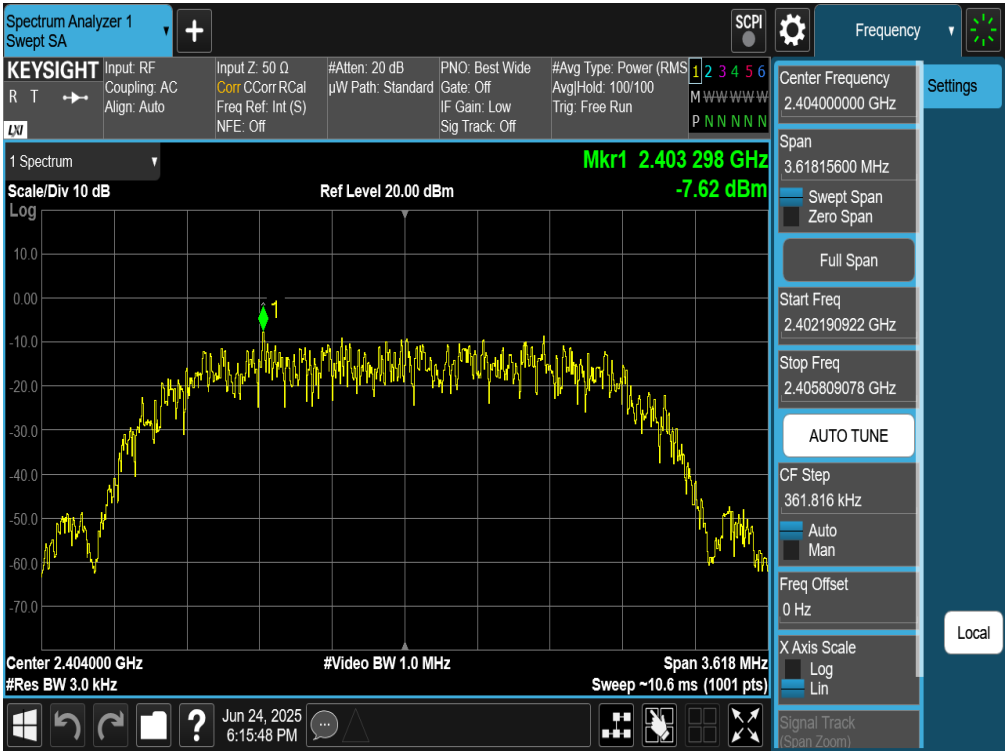 Spectrum Analyzer 1
Swept SA
+
SCPI
Frequency
KEYSIGHT
R T
LXI
Input: RF
Coupling: AC
Align: Auto
Input Z: 50 Ω
Corr CCorr RCal
Freq Ref: Int (S)
NFE: Off
#Atten: 20 dB
µW Path: Standard
PNO: Best Wide
Gate: Off
IF Gain: Low
Sig Track: Off
#Avg Type: Power (RMS
Avg|Hold: 100/100
Trig: Free Run
1 2 3 4 5 6
M W W W W W W
P N N N N N N
1 Spectrum
Mkr1 2.403 298 GHz
-7.62 dBm
Scale/Div 10 dB
Ref Level 20.00 dBm
Log
10.0
0.00
-10.0
-20.0
-30.0
-40.0
-50.0
-60.0
-70.0
1
Center 2.404000 GHz
#Video BW 1.0 MHz
Span 3.618 MHz
#Res BW 3.0 kHz
Sweep ~10.6 ms (1001 pts)
Center Frequency
2.404000000 GHz
Span
3.61815600 MHz
Swept Span
Zero Span
Full Span
Start Freq
2.402190922 GHz
Stop Freq
2.405809078 GHz
AUTO TUNE
CF Step
361.816 kHz
Auto
Man
Freq Offset
0 Hz
X Axis Scale
Log
Lin
Signal Track
(Span Zoom)
Settings
Local
?
Jun 24, 2025
6:15:48 PM